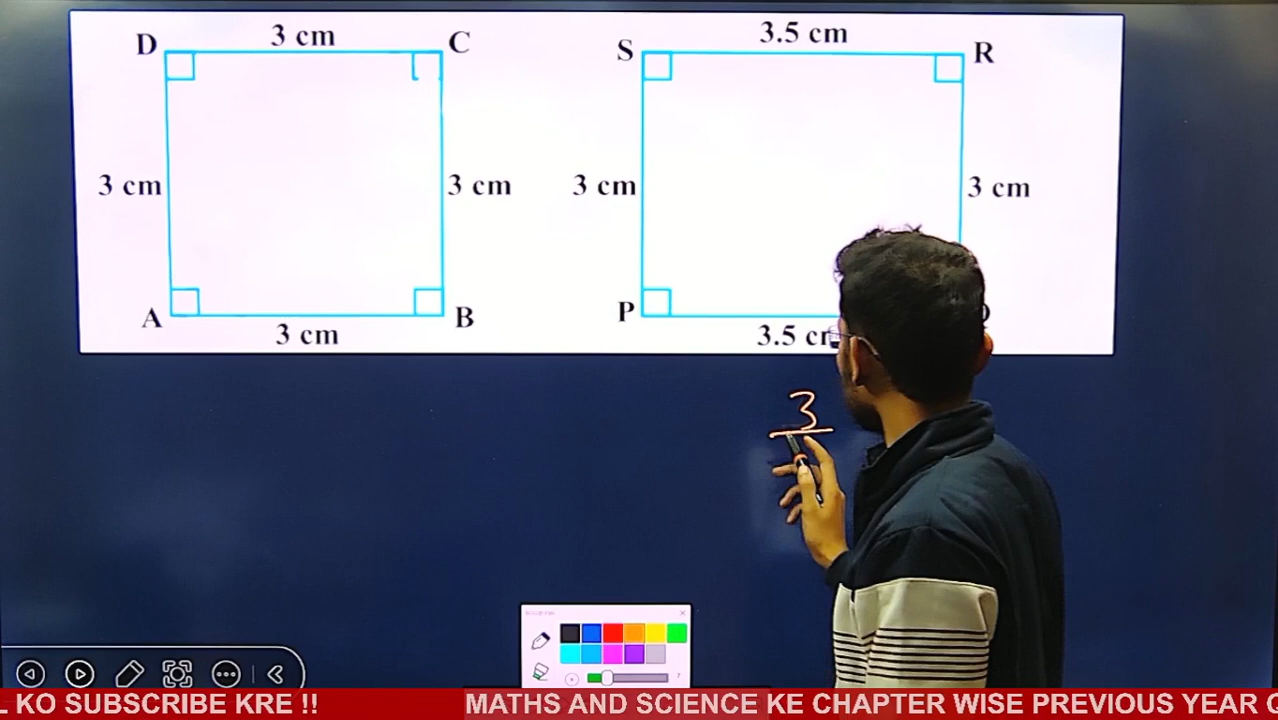 3 cm
D
C
3 cm
3 cm
A
B
3 cm
3.5 cm
S
R
3 cm
3 cm
P
3.5
3
L KO SUBSCRIBE KRE !!
MATHS AND SCIENCE KE CHAPTER WISE PREVIOUS YEAR